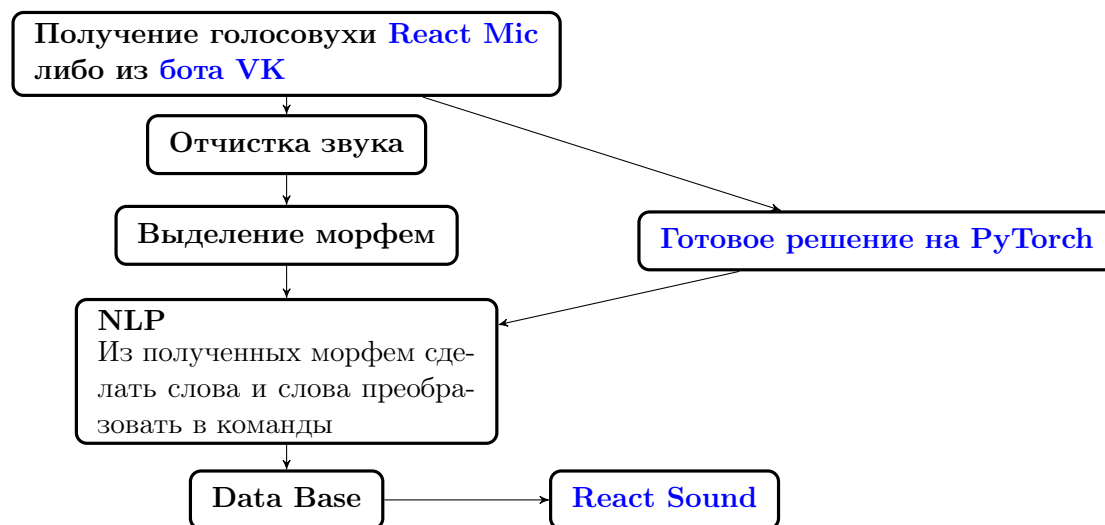 Получение голосовухи React Mic
либо из бота VK
Отчистка звука
Выделение морфем
Готовое решение на PyTorch
NLP
Из полученных морфем сде-
лать слова и слова преобра-
зовать в команды
Data Base
React Sound